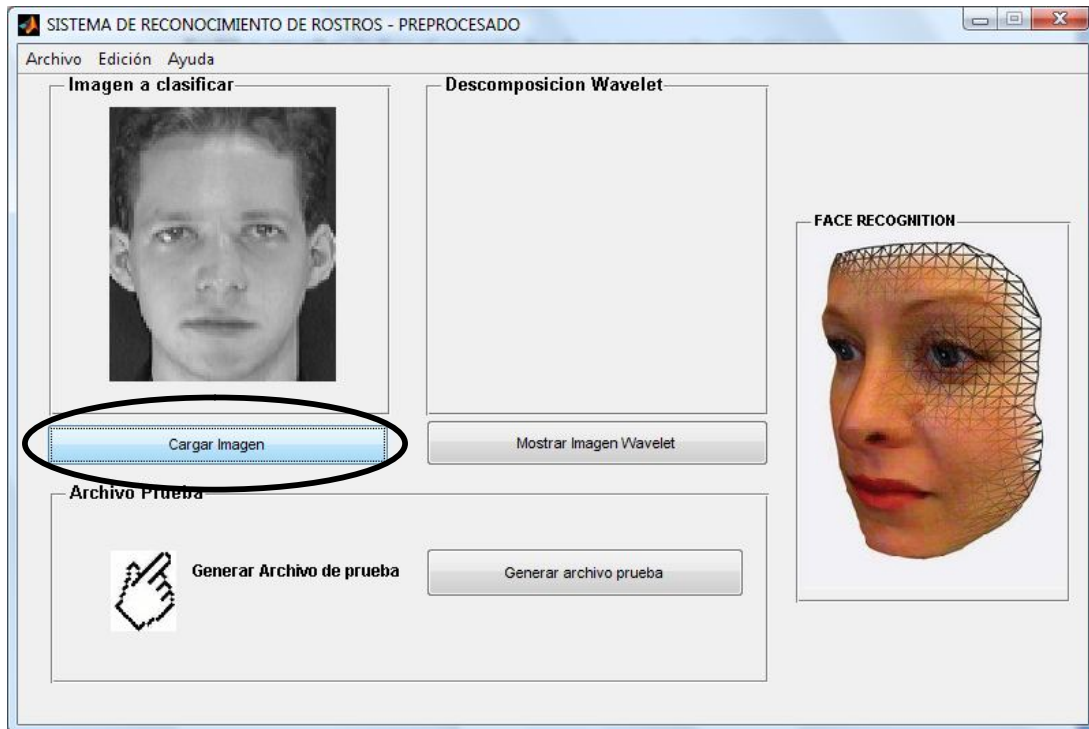 SISTEMA DE RECONOCIMIENTO DE ROSTROS - PREPROCESADO
Archivo Edición Ayuda
Imagen a clasificar
Descomposicion Wavelet
FACE RECOGNITION
Cargar Imagen
Mostrar Imagen Wavelet
Archivo Prueba
Generar Archivo de prueba
Generar archivo prueba